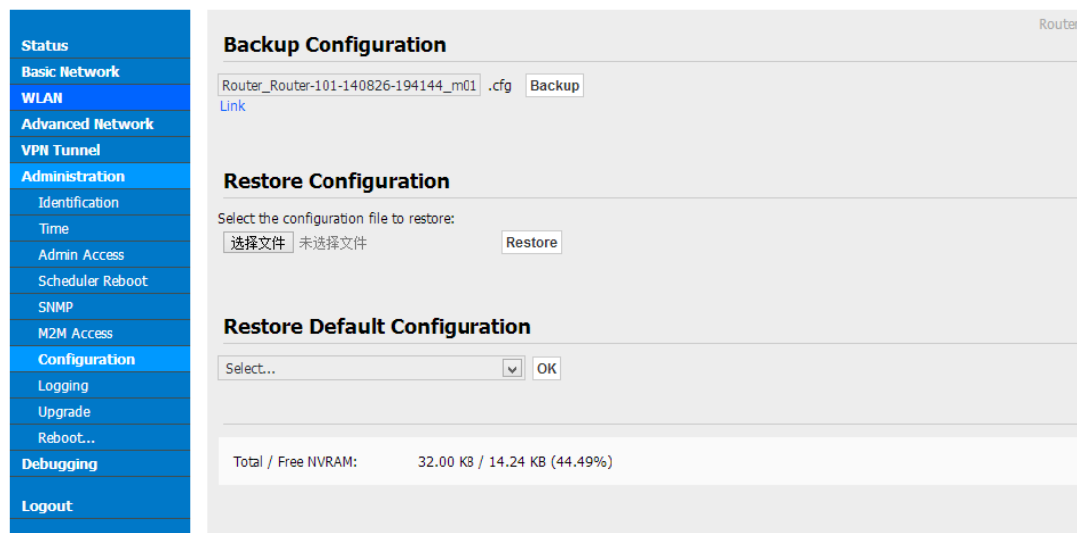 Router
Status
Basic Network
WLAN
Advanced Network
VPN Tunnel
Administration
Identification
Time
Admin Access
Scheduler Reboot
SNMP
M2M Access
Configuration
Logging
Upgrade
Reboot...
Debugging
Logout
Backup Configuration
Router_Router-101-140826-194144_m01 .cfg Backup
Link
Restore Configuration
Select the configuration file to restore:
选择文件 未选择文件 Restore
Restore Default Configuration
Select... OK
Total / Free NVRAM: 32.00 KB / 14.24 KB (44.49%)